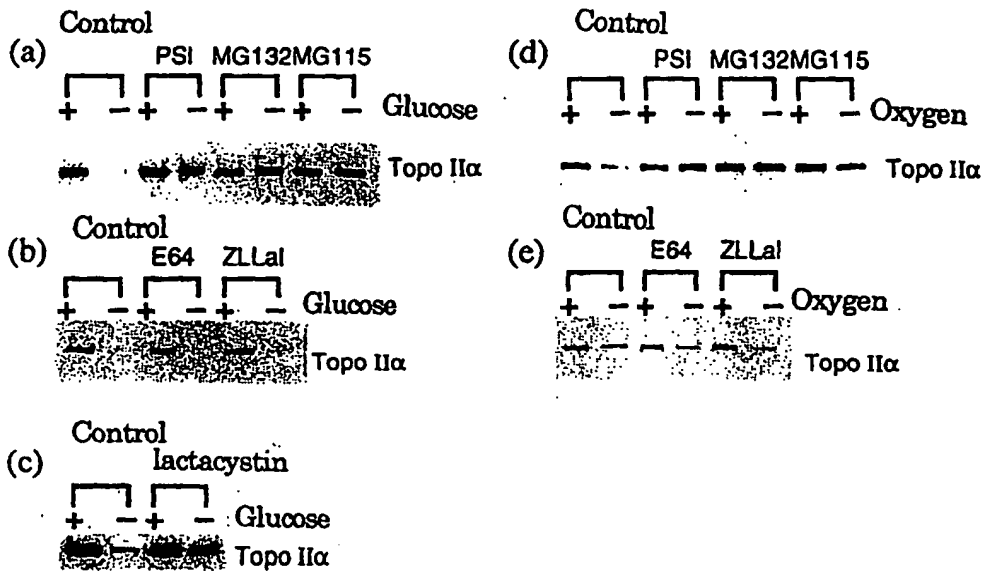 (a)
Control
PSI MG132MG115
+ − + − + − + − Glucose
Topo IIα
(b)
Control
E64 ZLLal
+ − + − + − Glucose
Topo IIα
(c)
Control
lactacystin
+ − + − Glucose
Topo IIα
(d)
Control
PSI MG132MG115
+ − + − + − + − Oxygen
Topo IIα
(e)
Control
E64 ZLLal
+ − + − + − Oxygen
Topo IIα